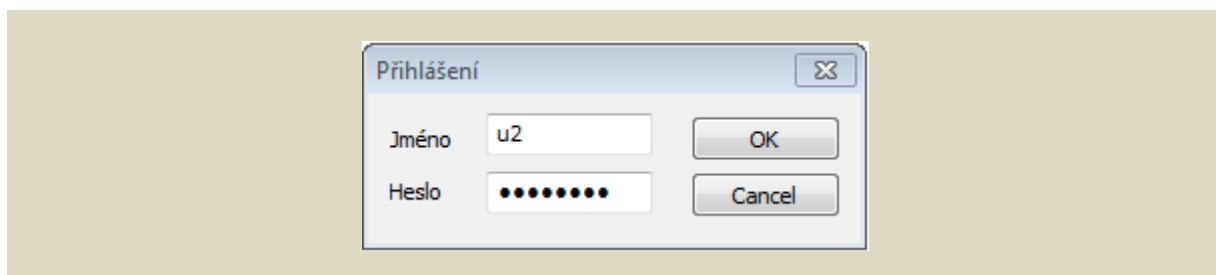 Přihlášení
Jméno u2 OK
Heslo •••••••• Cancel